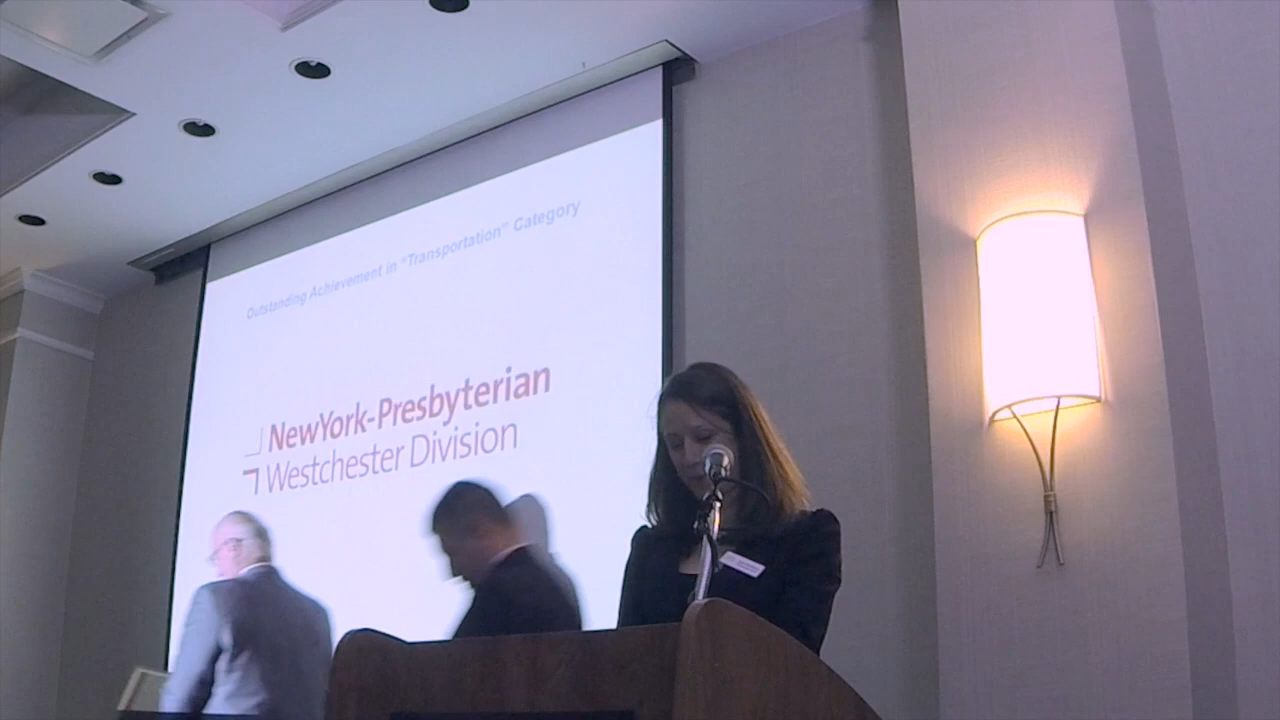 Outstanding Achievement in "Transportation" Category
NewYork-Presbyterian
Westchester Division